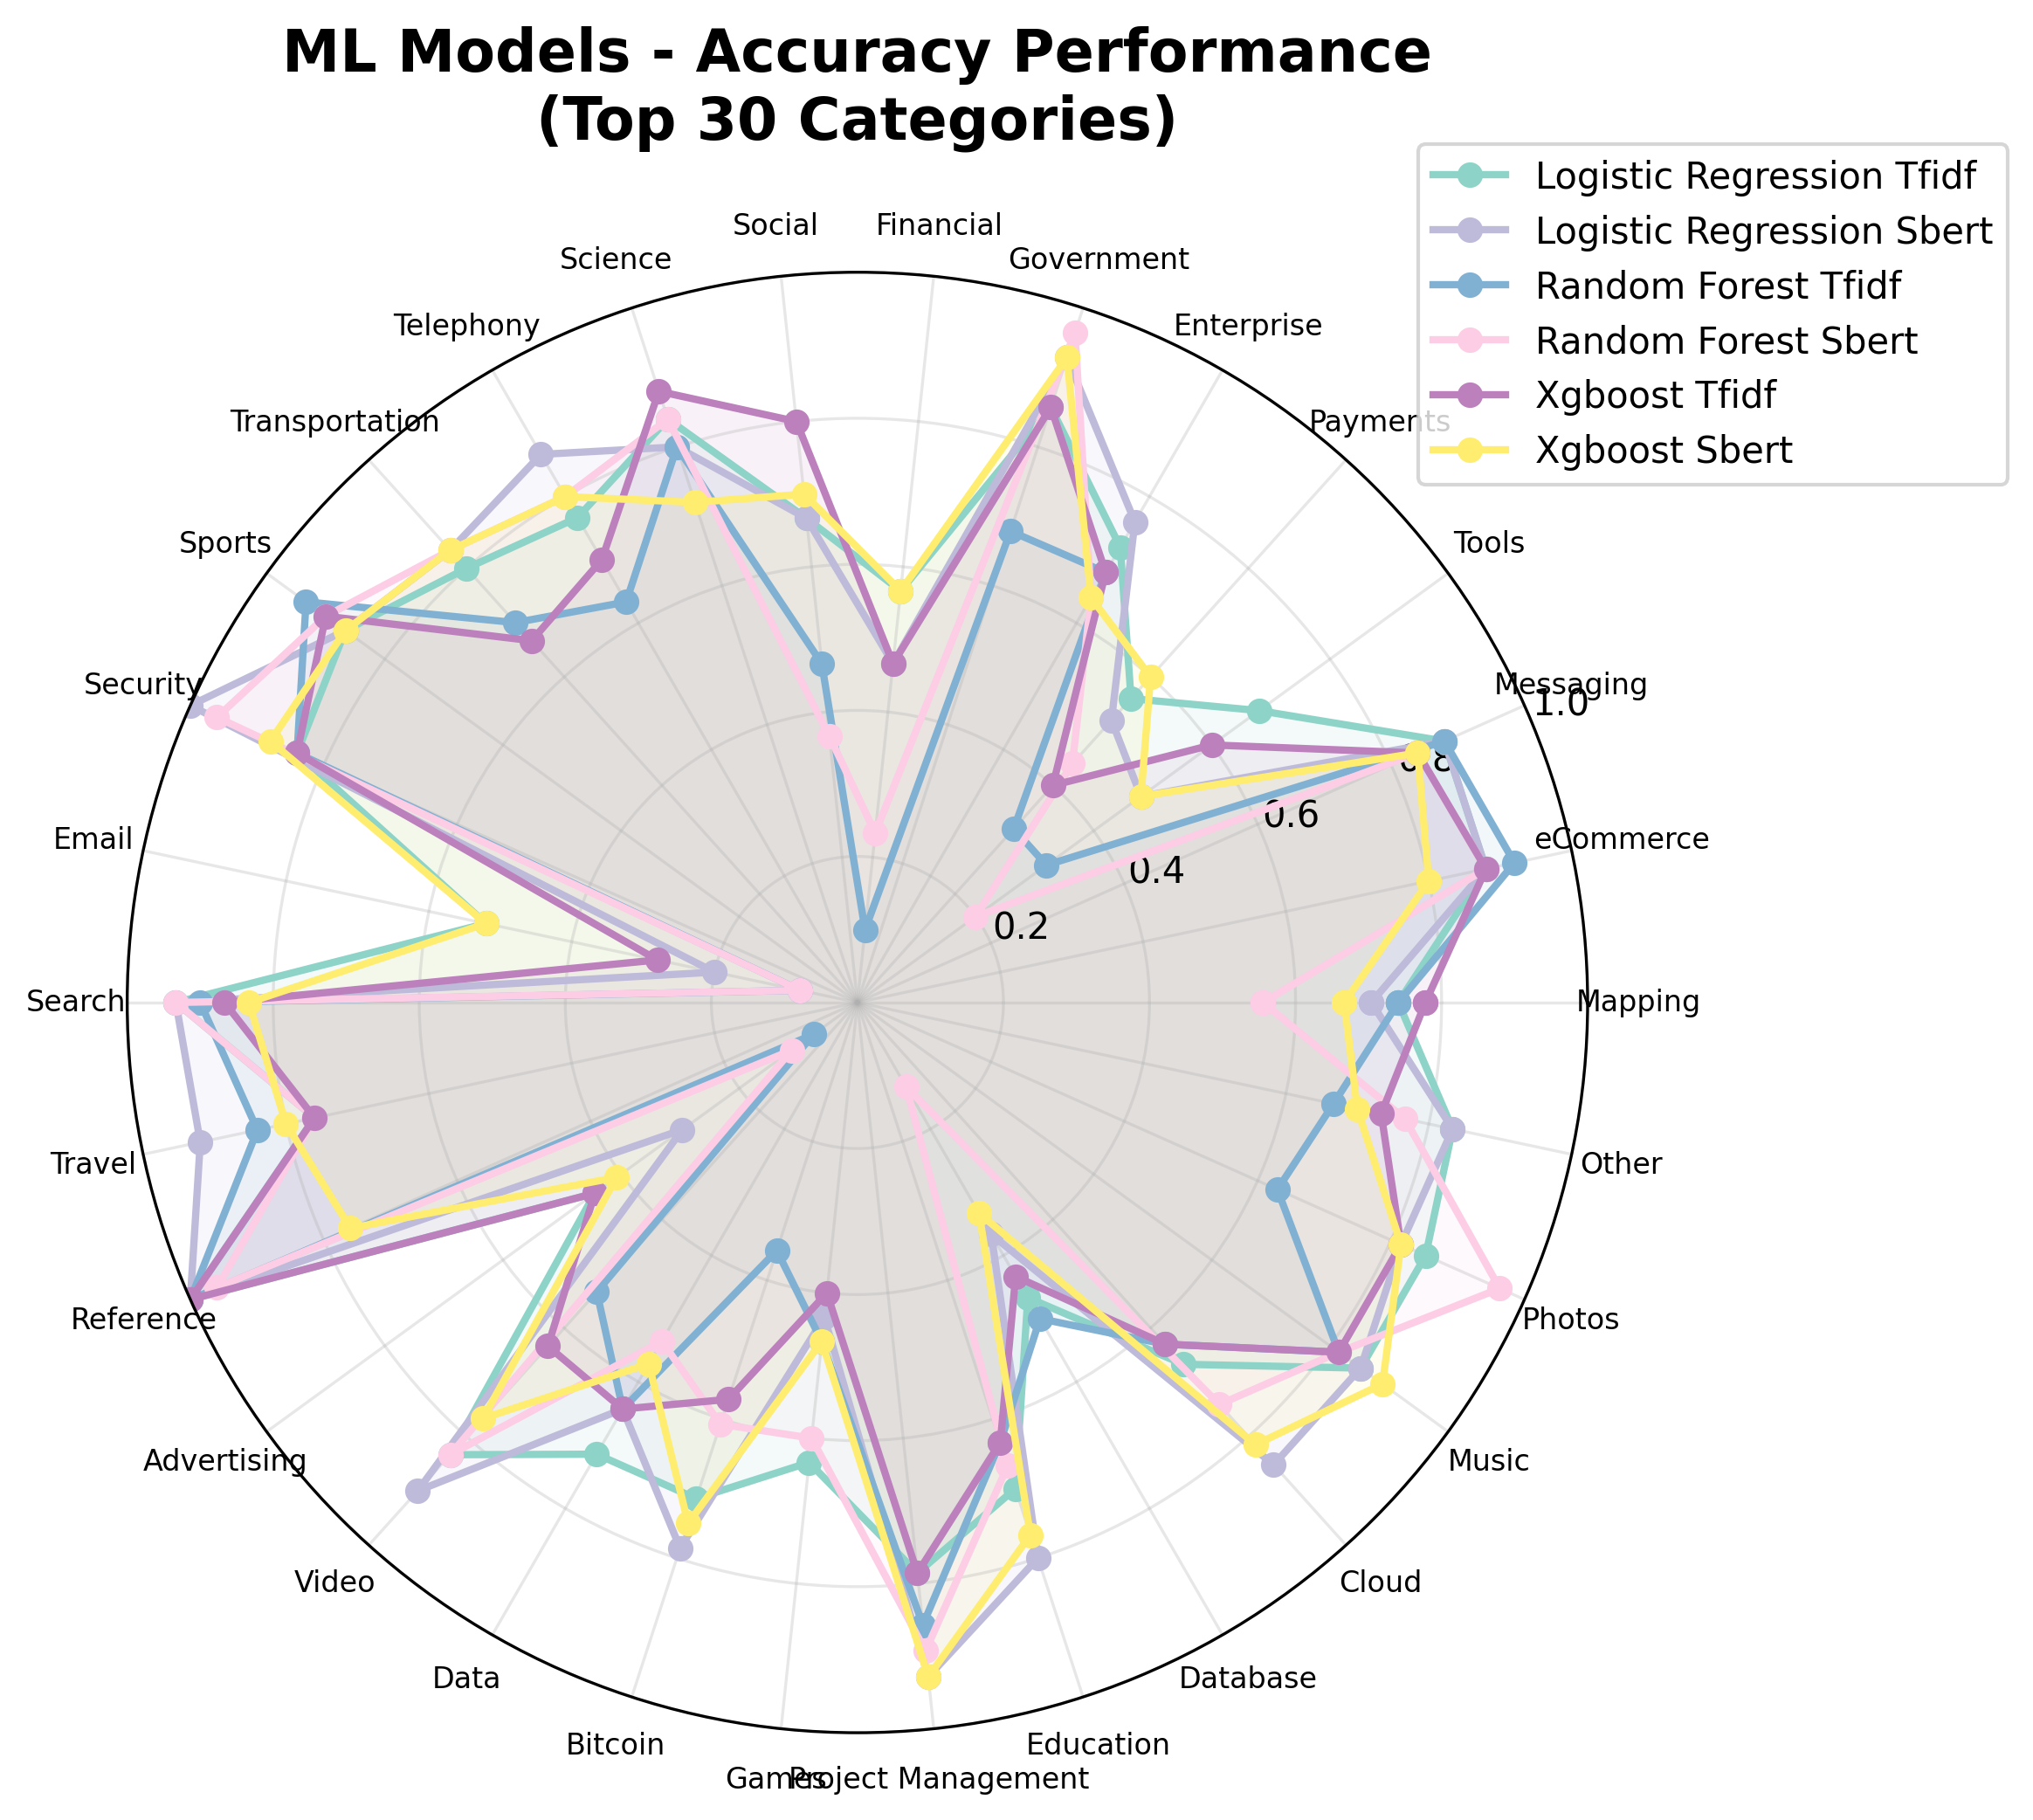 ML Models - Accuracy Performance
(Top 30 Categories)
Logistic Regression Tfidf
Logistic Regression Sbert
Random Forest Tfidf
Random Forest Sbert
Xgboost Tfidf
Xgboost Sbert
Social
Financial
Science
Government
Telephony
Enterprise
Transportation
Payments
Sports
Tools
Security
Messaging
1.0
0.8
0.6
0.4
0.2
Email
eCommerce
Search
Mapping
Travel
Other
Reference
Photos
Advertising
Music
Video
Cloud
Data
Database
Bitcoin
Education
Games
Project Management